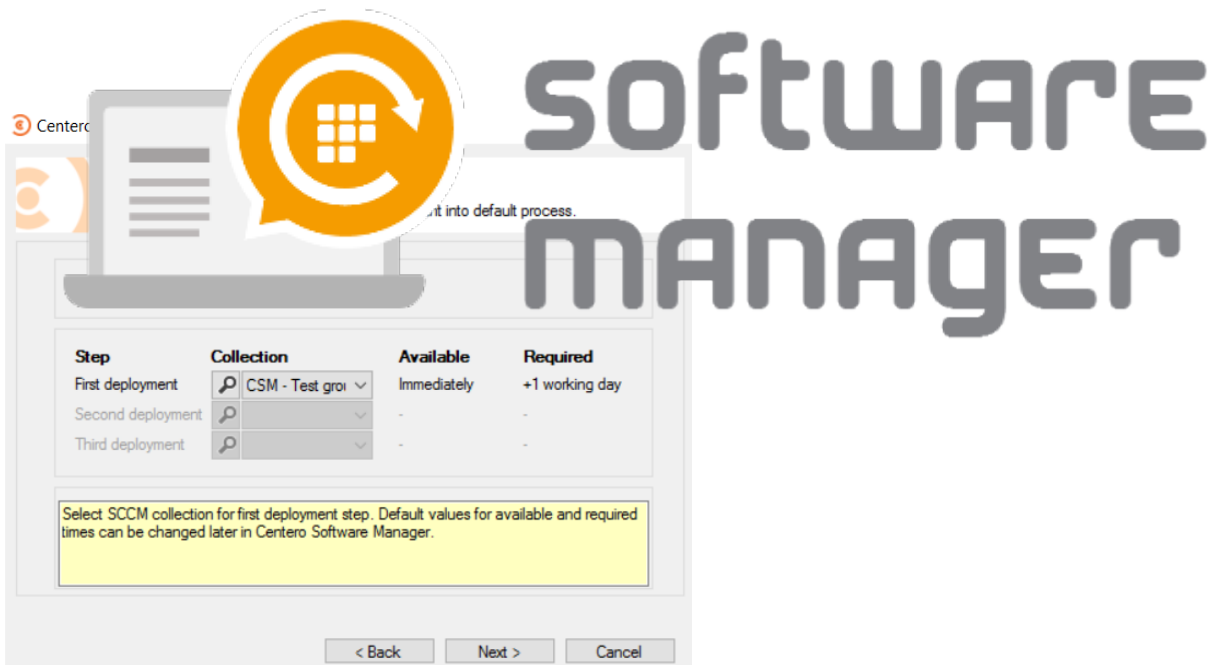 software
manager
Centero
nt into default process.
Step Collection Available Required
First deployment CSM - Test grou Immediately +1 working day
Second deployment - -
Third deployment - -
Select SCCM collection for first deployment step. Default values for available and required
times can be changed later in Centero Software Manager.
< Back Next > Cancel